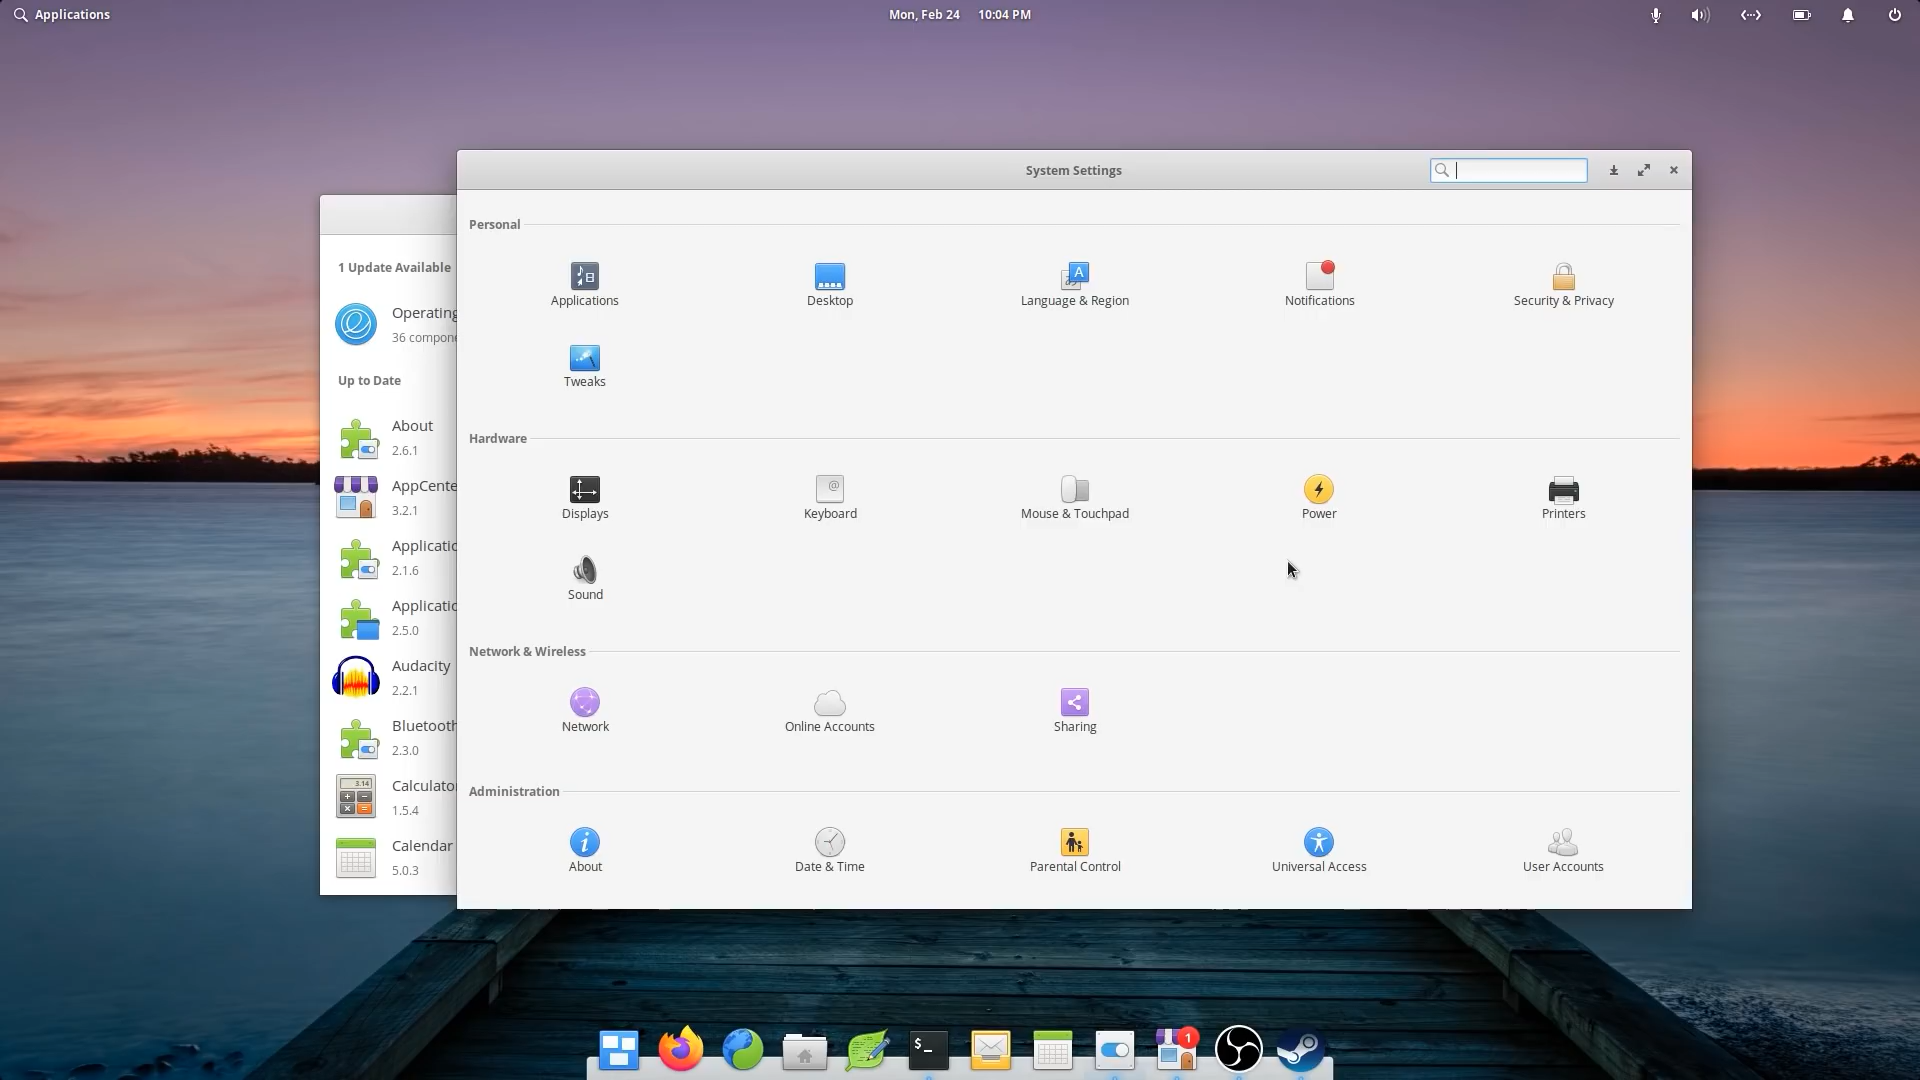 Applications
Mon, Feb 24 10:04 PM
System Settings
1 Update Available
Operating
36 compone
Up to Date
About
2.6.1
AppCente
3.2.1
Applicatio
2.1.6
Applicatio
2.5.0
Audacity
2.2.1
Bluetooth
2.3.0
3.14
Calculato
1.5.4
Calendar
5.0.3
Personal
Applications
Desktop
Language & Region
Notifications
Security & Privacy
Tweaks
Hardware
Displays
Keyboard
Mouse & Touchpad
Power
Printers
Sound
Network & Wireless
Network
Online Accounts
Sharing
Administration
About
Date & Time
Parental Control
Universal Access
User Accounts
$_
1